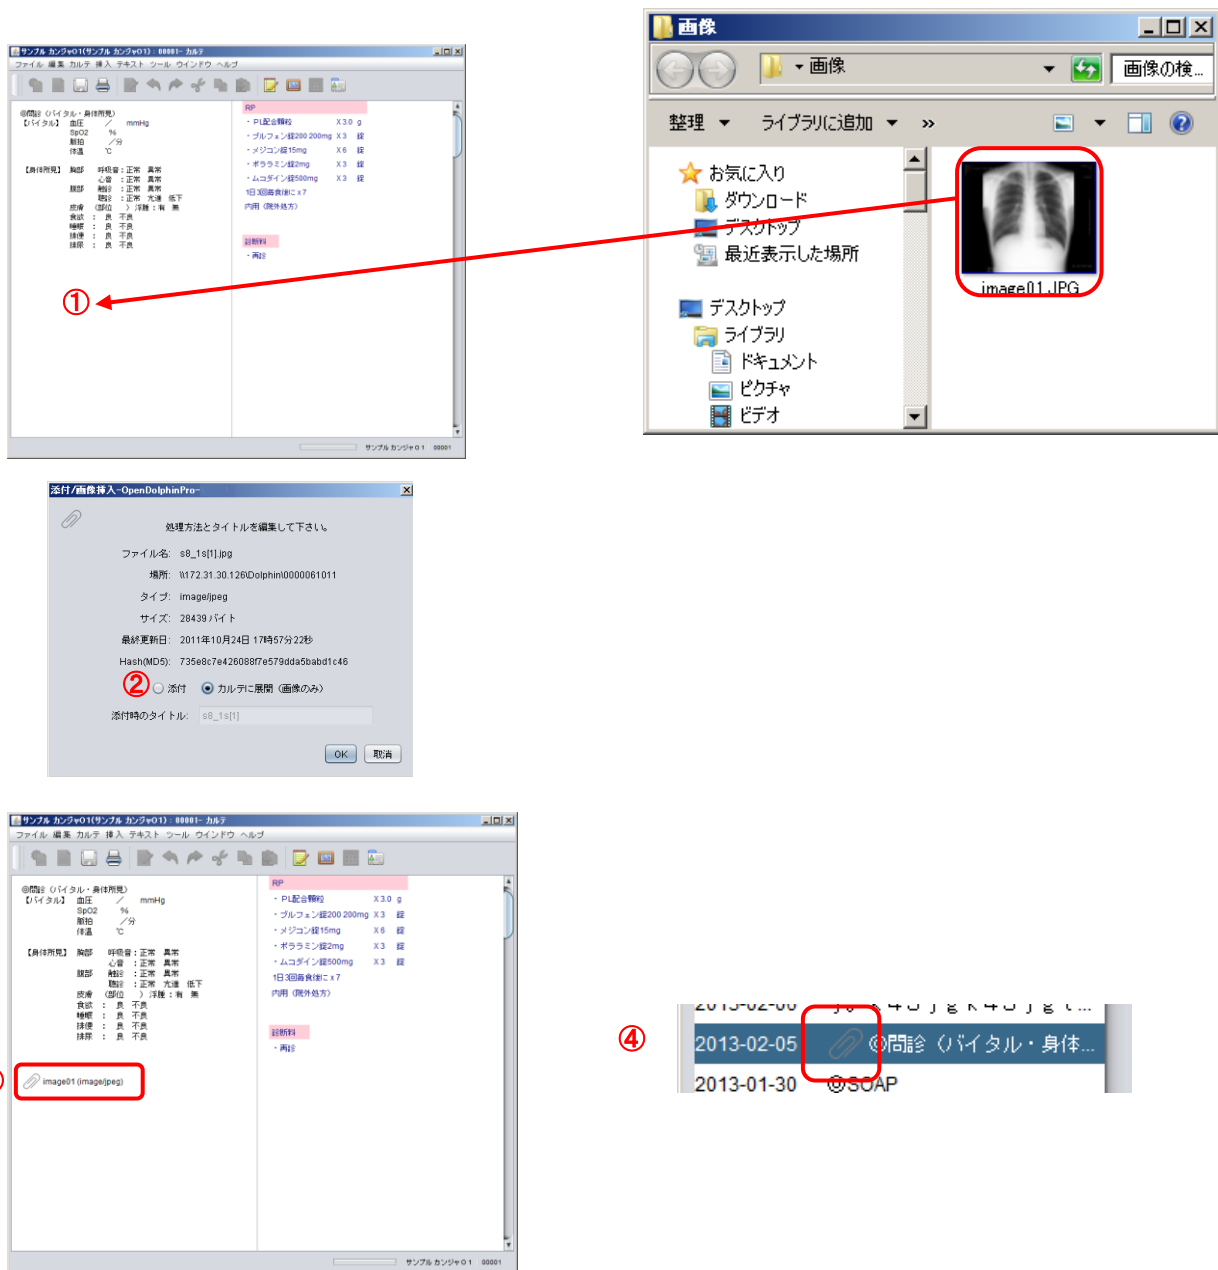 サンプル カンジャ01(サンプル カンジャ01) : 00001- カルテ
ファイル 編集 カルテ 挿入 テキスト ツール ウインドウ ヘルプ
◎問診（バイタル・身体所見）
【バイタル】 血圧 ／ mmHg
SpO2 %
脈拍 ／分
体温 ℃
【身体所見】 胸部 呼吸音：正常 異常
心音 ：正常 異常
腹部 触診 ：正常 異常
聴診 ：正常 亢進 低下
皮膚 （部位 ）浮腫：有 無
食欲 ： 良 不良
睡眠 ： 良 不良
排便 ： 良 不良
排尿 ： 良 不良
①
RP
・PL配合顆粒 X 3.0 g
・ブルフェン錠200 200mg X 3 錠
・メジコン錠15mg X 6 錠
・ポララミン錠2mg X 3 錠
・ムコダイン錠500mg X 3 錠
1日3回毎食後に x 7
内用（院外処方）
診断料
・再診
サンプル カンジャ０１ 00001
画像
画像 画像の検...
整理 ライブラリに追加 »
お気に入り
ダウンロード
デスクトップ
最近表示した場所
デスクトップ
ライブラリ
ドキュメント
ピクチャ
ビデオ
image01.JPG
添付/画像挿入-OpenDolphinPro-
処理方法とタイトルを編集して下さい。
ファイル名: s8_1s[1].jpg
場所: \\172.31.30.126\Dolphin\0000061011
タイプ: image/jpeg
サイズ: 28439 バイト
最終更新日: 2011年10月24日 17時57分22秒
Hash(MD5): 735e8c7e426088f7e579dda5babd1c46
② 添付 カルテに展開（画像のみ）
添付時のタイトル: s8_1s[1]
OK 取消
サンプル カンジャ01(サンプル カンジャ01) : 00001- カルテ
ファイル 編集 カルテ 挿入 テキスト ツール ウインドウ ヘルプ
◎問診（バイタル・身体所見）
【バイタル】 血圧 ／ mmHg
SpO2 %
脈拍 ／分
体温 ℃
【身体所見】 胸部 呼吸音：正常 異常
心音 ：正常 異常
腹部 触診 ：正常 異常
聴診 ：正常 亢進 低下
皮膚 （部位 ）浮腫：有 無
食欲 ： 良 不良
睡眠 ： 良 不良
排便 ： 良 不良
排尿 ： 良 不良
image01 (image/jpeg)
RP
・PL配合顆粒 X 3.0 g
・ブルフェン錠200 200mg X 3 錠
・メジコン錠15mg X 6 錠
・ポララミン錠2mg X 3 錠
・ムコダイン錠500mg X 3 錠
1日3回毎食後に x 7
内用（院外処方）
診断料
・再診
サンプル カンジャ０１ 00001
④
2013-02-05 ◎問診（バイタル・身体...
2013-01-30 ◎SOAP